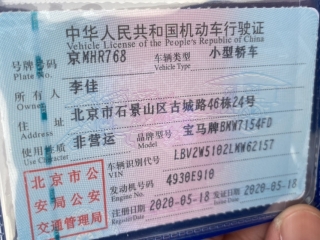 中华人民共和国机动车行驶证
Vehicle License of the People's Republic of China
号牌号码 京MHR768 车辆类型 小型轿车
Plate No. Vehicle Type
所有人 李佳
Owner
住址 北京市石景山区古城路46栋24号
Address
使用性质 非营运 品牌型号 宝马牌BMW7154FD
Use Character Model
北京市公安局公安交通管理局
车辆识别代号 LBV2W5102LMW62157
VIN
发动机号码 4930E910
Engine No.
注册日期 2020-05-18 发证日期 2020-05-18
Register Date Issue Date